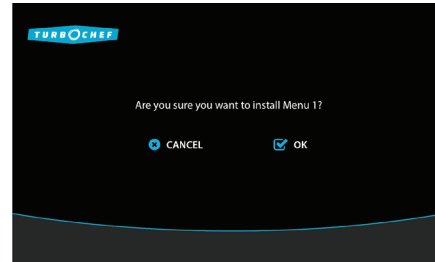 TURBOCHEF
Are you sure you want to install Menu 1?
CANCEL
OK